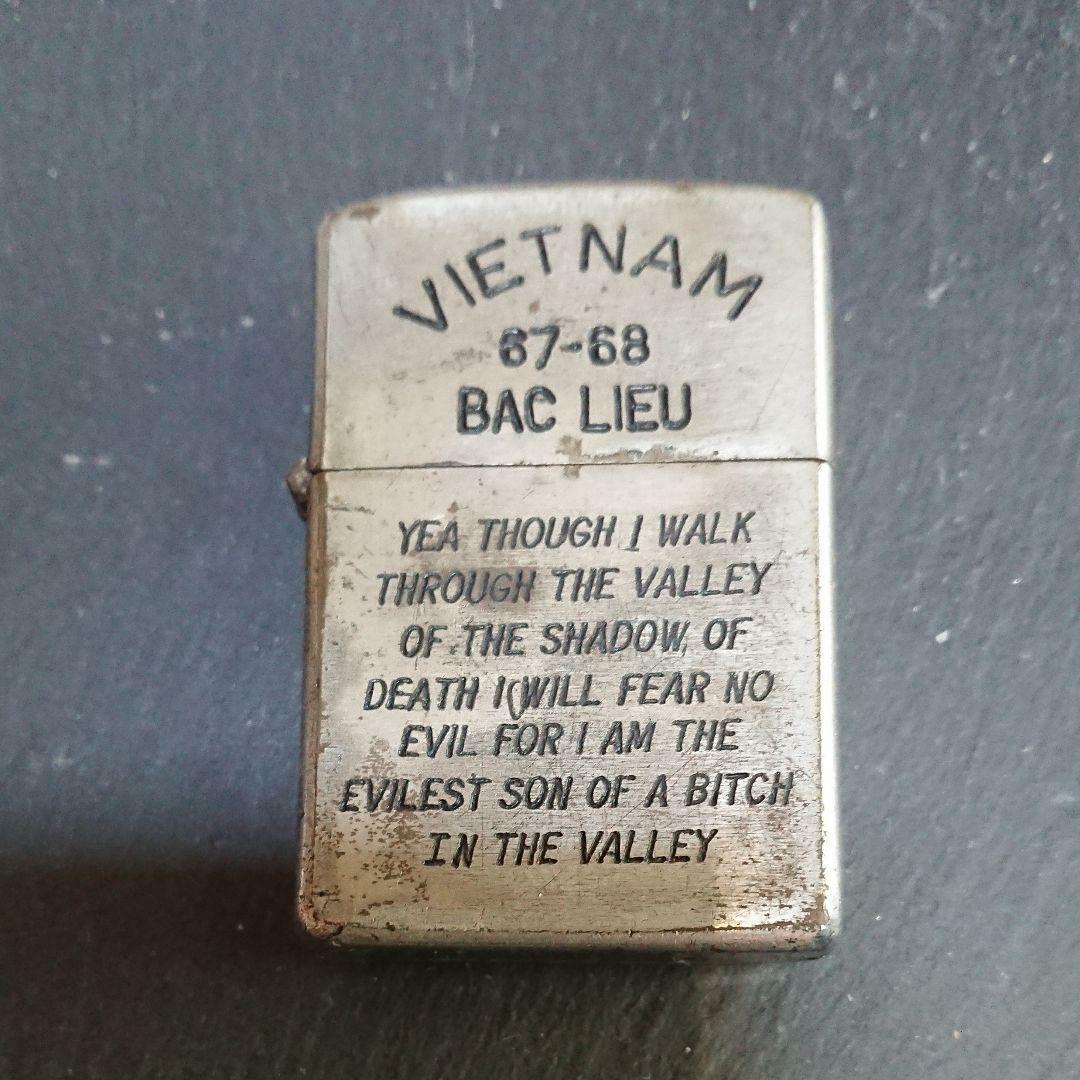 VIETNAM
67-68
BAC LIEU
YEA THOUGH I WALK
THROUGH THE VALLEY
OF THE SHADOW OF
DEATH I WILL FEAR NO
EVIL FOR I AM THE
EVILEST SON OF A BITCH
IN THE VALLEY